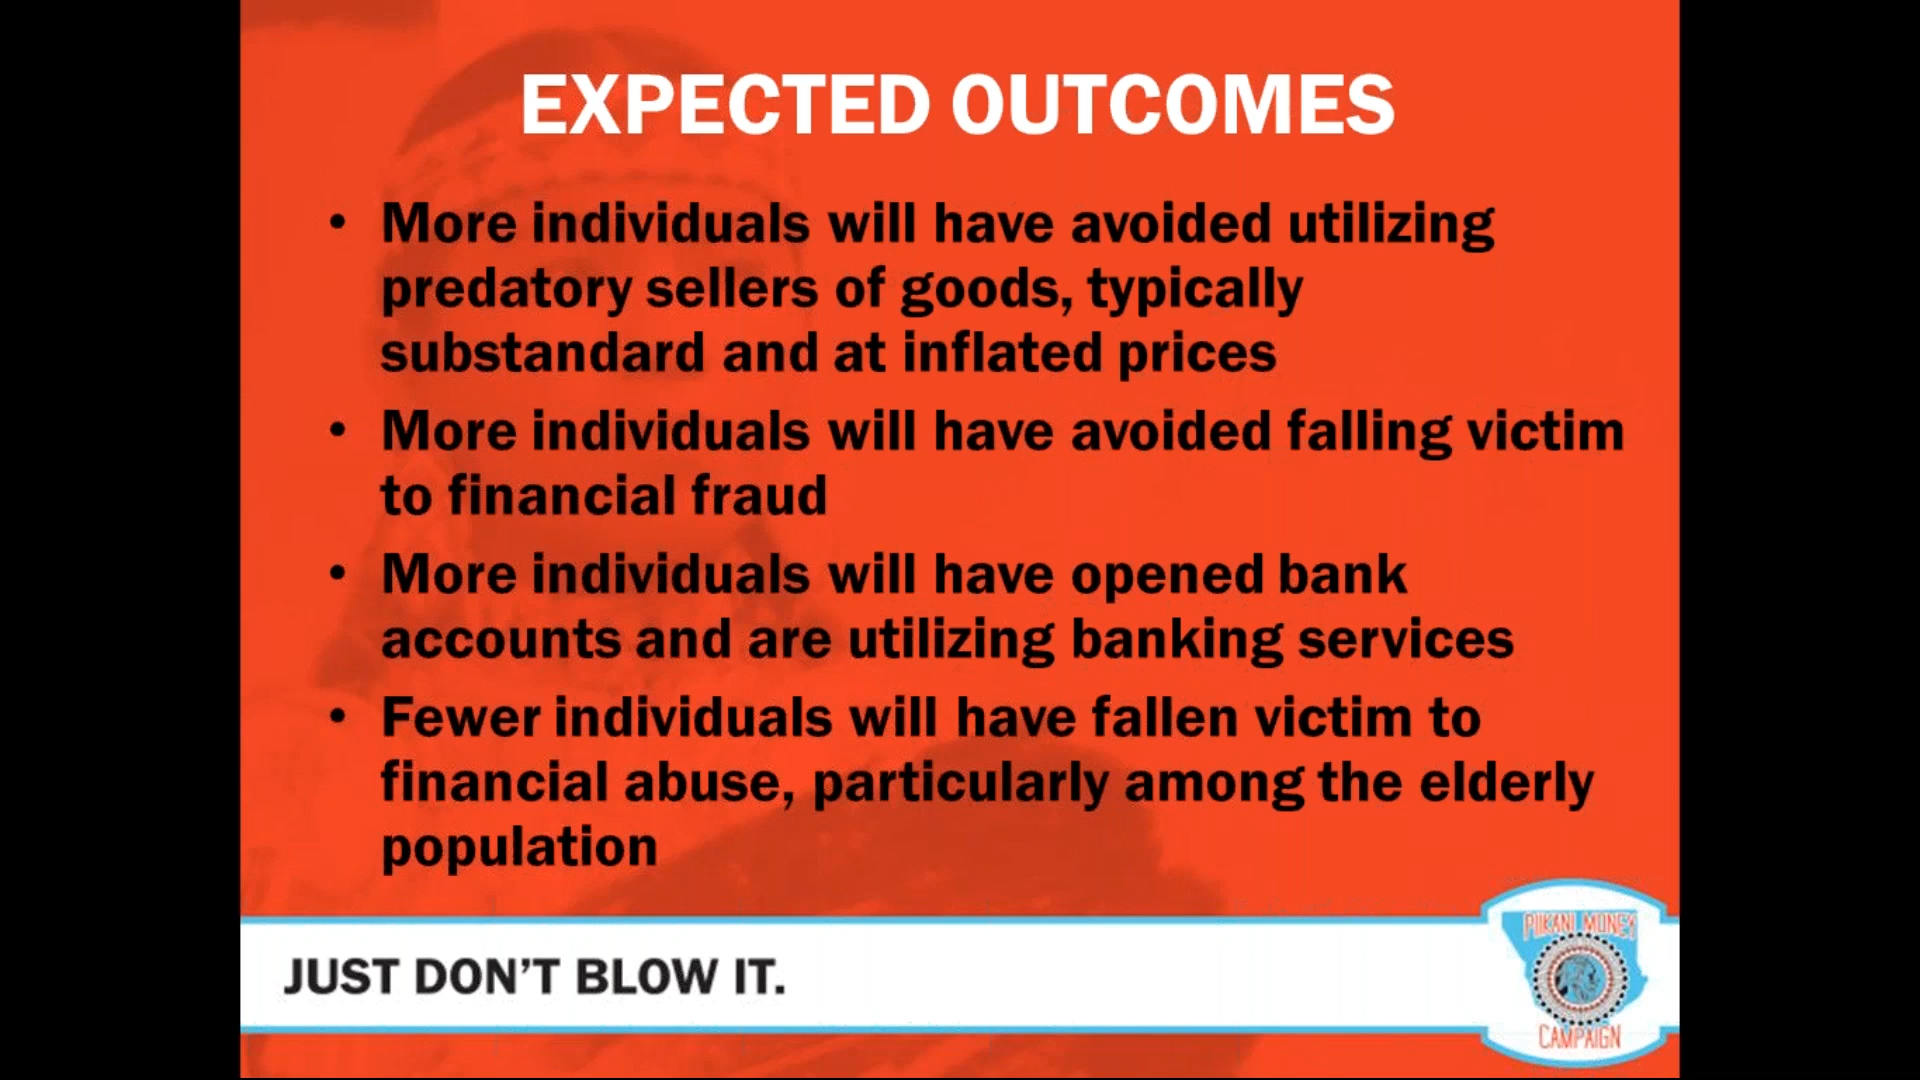 EXPECTED OUTCOMES
• More individuals will have avoided utilizing
predatory sellers of goods, typically
substandard and at inflated prices
• More individuals will have avoided falling victim
to financial fraud
• More individuals will have opened bank
accounts and are utilizing banking services
• Fewer individuals will have fallen victim to
financial abuse, particularly among the elderly
population
JUST DON'T BLOW IT.
PIIKANI MONEY
CAMPAIGN